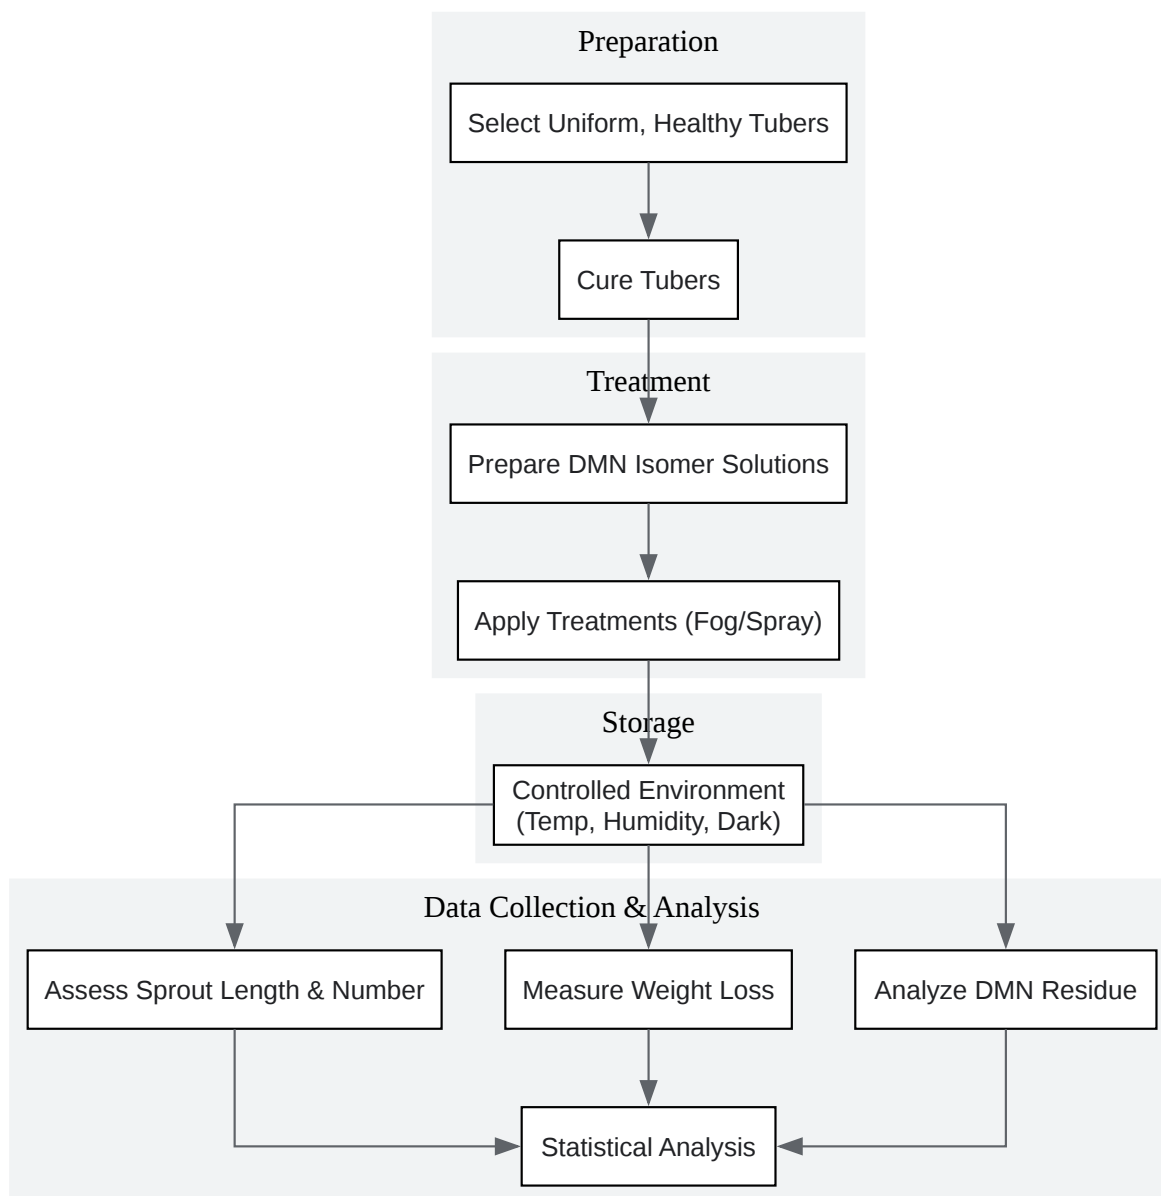 Preparation
Select Uniform, Healthy Tubers
Cure Tubers
Treatment
Prepare DMN Isomer Solutions
Apply Treatments (Fog/Spray)
Storage
Controlled Environment
(Temp, Humidity, Dark)
Data Collection & Analysis
Assess Sprout Length & Number
Measure Weight Loss
Analyze DMN Residue
Statistical Analysis